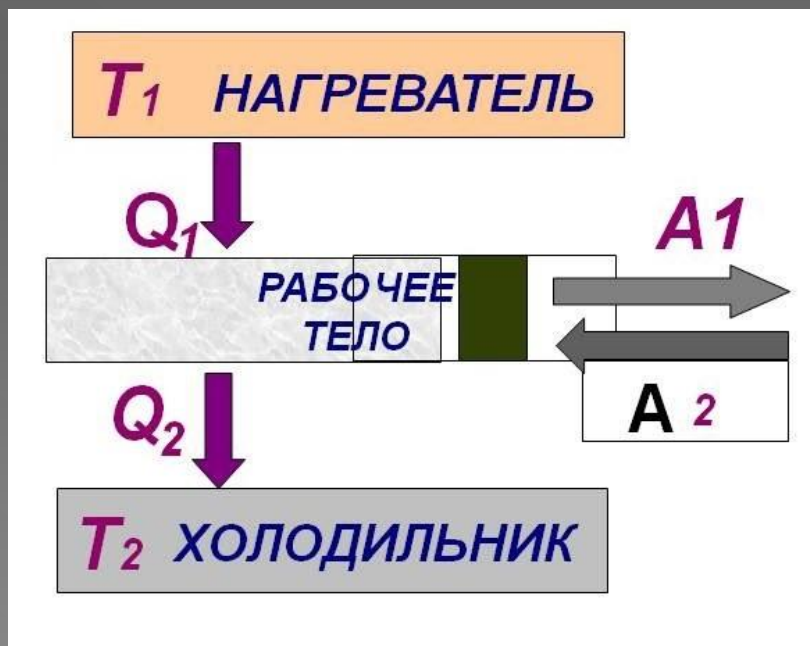 T1 НАГРЕВАТЕЛЬ
Q1
A1
РАБОЧЕЕ
ТЕЛО
Q2
A 2
T2 ХОЛОДИЛЬНИК